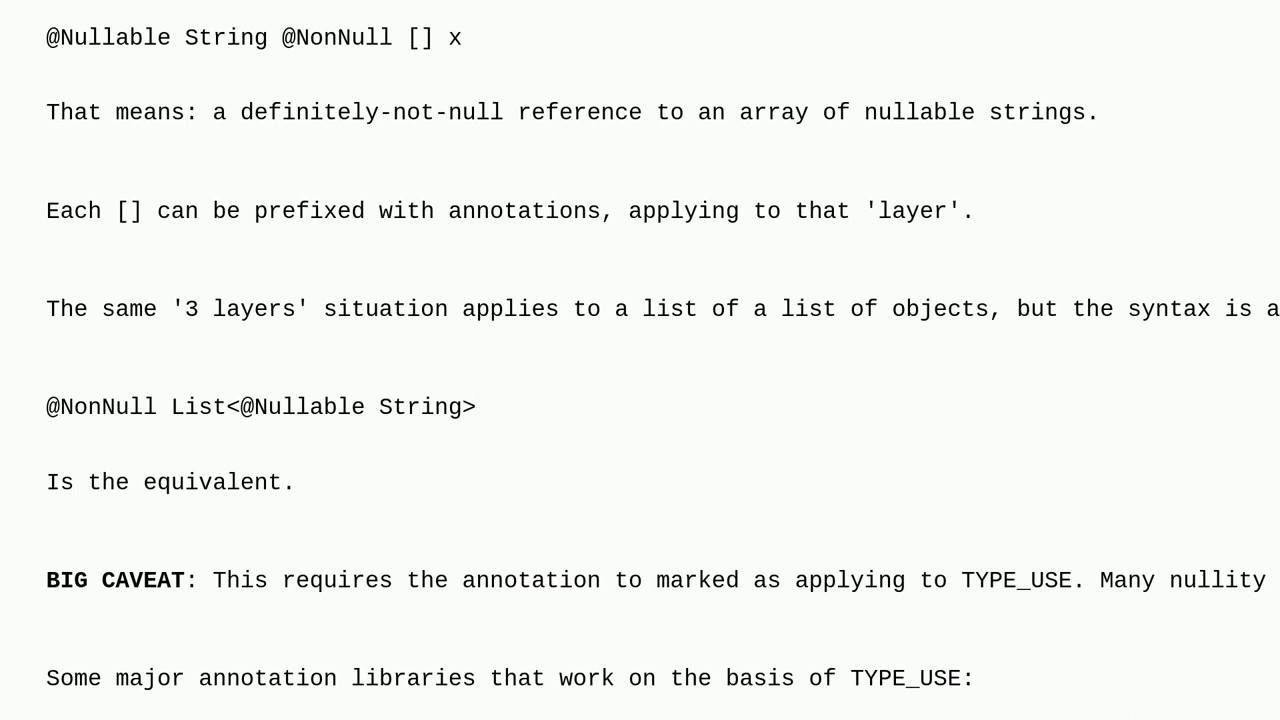 @Nullable String @NonNull [] x
That means: a definitely-not-null reference to an array of nullable strings.
Each [] can be prefixed with annotations, applying to that 'layer'.
The same '3 layers' situation applies to a list of a list of objects, but the syntax is a
@NonNull List<@Nullable String>
Is the equivalent.
BIG CAVEAT: This requires the annotation to marked as applying to TYPE_USE. Many nullity
Some major annotation libraries that work on the basis of TYPE_USE: